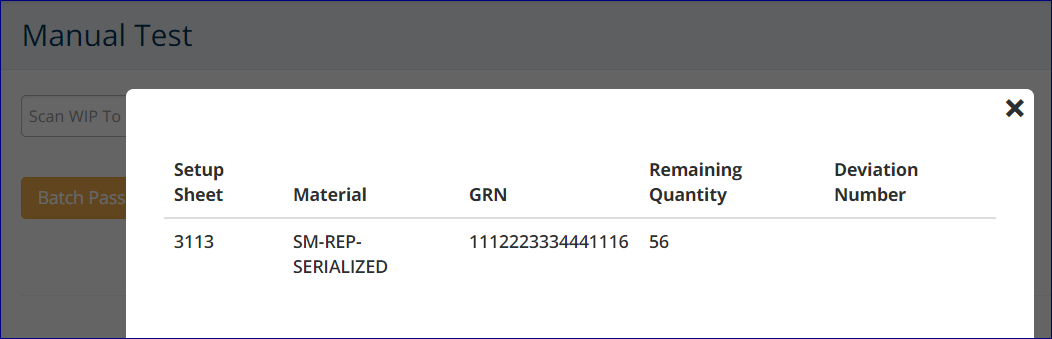 Manual Test
Scan WIP To
Batch Pass
Setup Sheet Material GRN Remaining Quantity Deviation Number
3113 SM-REP-SERIALIZED 1112223334441116 56